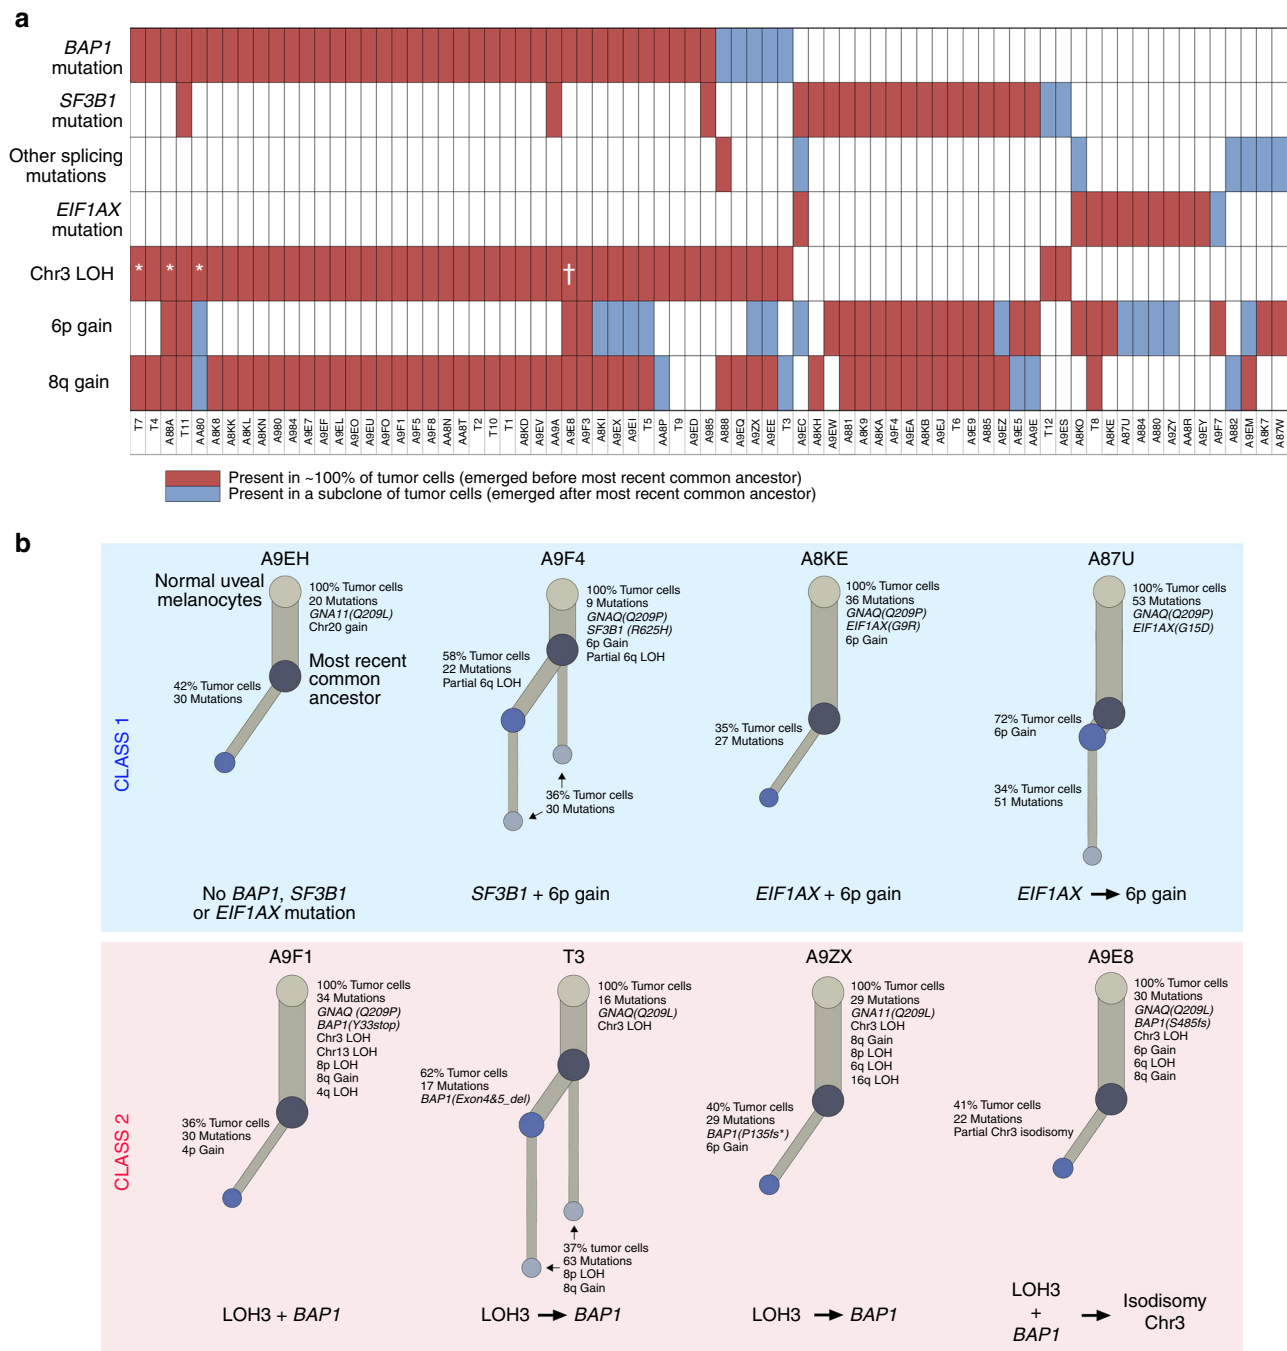 a
BAP1
mutation
SF3B1
mutation
Other splicing
mutations
EIF1AX
mutation
Chr3 LOH
* * * †
6p gain
8q gain
T7 T4 A88A T11 AA80 A8K8 A8KK A8KL A8KN A980 A984 A9E7 A9EF A9EL A9EO A9EU A9FO A9F1 A9F5 A9F8 AA8N AA8T T2 T10 T1 A8KD A9EV AA9A A9E8 A9F3 A8KI A9EX A9EI T5 AA8P T9 A9ED A985 A888 A9EQ A9ZX A9EE T3 A9EC A8KH A9EW A881 A8K9 A8KA A9F4 A9EA A8KB A9EJ T6 A9E9 A885 A9EZ A9E5 AA9E T12 A9ES A8KO T8 A8KE A87U A884 A880 A9ZY AA8R A9EY A9F7 A882 A9EM A8K7 A87W
Present in ~100% of tumor cells (emerged before most recent common ancestor)
Present in a subclone of tumor cells (emerged after most recent common ancestor)
b
CLASS 1
A9EH
Normal uveal
melanocytes
100% Tumor cells
20 Mutations
GNA11(Q209L)
Chr20 gain
Most recent
common
ancestor
42% Tumor cells
30 Mutations
No BAP1, SF3B1
or EIF1AX mutation
A9F4
100% Tumor cells
9 Mutations
GNAQ(Q209P)
SF3B1 (R625H)
6p Gain
Partial 6q LOH
58% Tumor cells
22 Mutations
Partial 6q LOH
36% Tumor cells
30 Mutations
SF3B1 + 6p gain
A8KE
100% Tumor cells
36 Mutations
GNAQ(Q209P)
EIF1AX(G9R)
6p Gain
35% Tumor cells
27 Mutations
EIF1AX + 6p gain
A87U
100% Tumor cells
53 Mutations
GNAQ(Q209P)
EIF1AX(G15D)
72% Tumor cells
6p Gain
34% Tumor cells
51 Mutations
EIF1AX → 6p gain
CLASS 2
A9F1
100% Tumor cells
34 Mutations
GNAQ (Q209P)
BAP1(Y33stop)
Chr3 LOH
Chr13 LOH
8p LOH
8q Gain
4q LOH
36% Tumor cells
30 Mutations
4p Gain
LOH3 + BAP1
T3
100% Tumor cells
16 Mutations
GNAQ(Q209L)
Chr3 LOH
62% Tumor cells
17 Mutations
BAP1(Exon4&5_del)
37% tumor cells
63 Mutations
8p LOH
8q Gain
LOH3 → BAP1
A9ZX
100% Tumor cells
29 Mutations
GNA11(Q209L)
Chr3 LOH
8q Gain
8p LOH
6q LOH
16q LOH
40% Tumor cells
29 Mutations
BAP1(P135fs*)
6p Gain
LOH3 → BAP1
A9E8
100% Tumor cells
30 Mutations
GNAQ(Q209L)
BAP1(S485fs)
Chr3 LOH
6p Gain
6q LOH
8q Gain
41% Tumor cells
22 Mutations
Partial Chr3 isodisomy
LOH3
+
BAP1
→ Isodisomy
Chr3